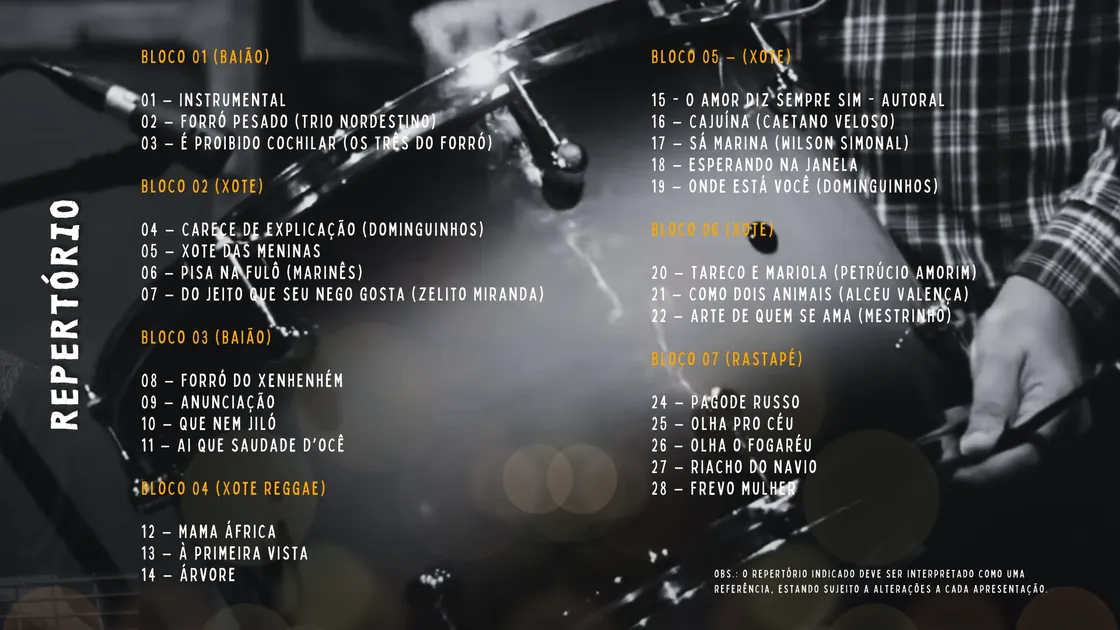 REPERTÓRIO
BLOCO 01 (BAIÃO)
01 – INSTRUMENTAL
02 – FORRÓ PESADO (TRIO NORDESTINO)
03 – É PROIBIDO COCHILAR (OS TRÊS DO FORRÓ)
BLOCO 02 (XOTE)
04 – CARECE DE EXPLICAÇÃO (DOMINGUINHOS)
05 – XOTE DAS MENINAS
06 – PISA NA FULÔ (MARINÊS)
07 – DO JEITO QUE SEU NEGO GOSTA (ZELITO MIRANDA)
BLOCO 03 (BAIÃO)
08 – FORRÓ DO XENHENHÉM
09 – ANUNCIAÇÃO
10 – QUE NEM JILÓ
11 – AI QUE SAUDADE D'OCÊ
BLOCO 04 (XOTE REGGAE)
12 – MAMA ÁFRICA
13 – À PRIMEIRA VISTA
14 – ÁRVORE
BLOCO 05 – (XOTE)
15 - O AMOR DIZ SEMPRE SIM - AUTORAL
16 – CAJUÍNA (CAETANO VELOSO)
17 – SÁ MARINA (WILSON SIMONAL)
18 – ESPERANDO NA JANELA
19 – ONDE ESTÁ VOCÊ (DOMINGUINHOS)
BLOCO 06 (XOTE)
20 – TARECO E MARIOLA (PETRÚCIO AMORIM)
21 – COMO DOIS ANIMAIS (ALCEU VALENÇA)
22 – ARTE DE QUEM SE AMA (MESTRINHO)
BLOCO 07 (RASTAPÉ)
24 – PAGODE RUSSO
25 – OLHA PRO CÉU
26 – OLHA O FOGARÉU
27 – RIACHO DO NAVIO
28 – FREVO MULHER
OBS.: O REPERTÓRIO INDICADO DEVE SER INTERPRETADO COMO UMA
REFERÊNCIA, ESTANDO SUJEITO A ALTERAÇÕES A CADA APRESENTAÇÃO.